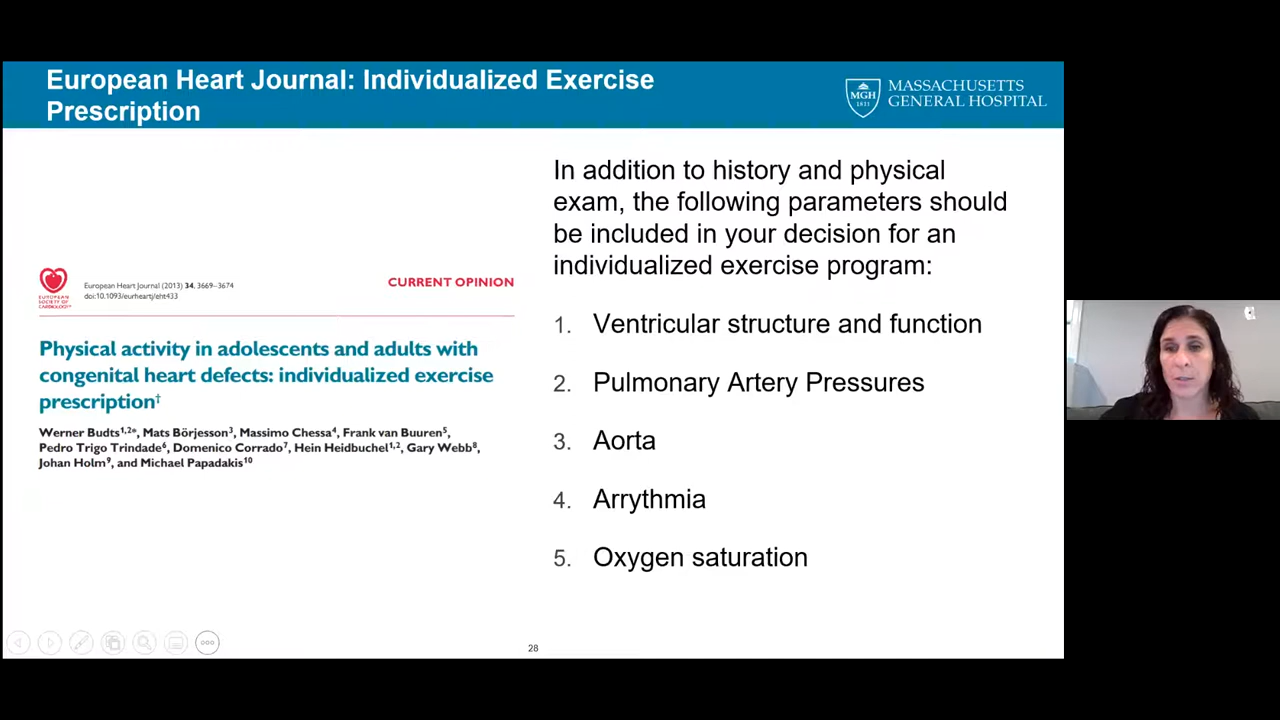 European Heart Journal: Individualized Exercise
Prescription
MGH
1811
MASSACHUSETTS
GENERAL HOSPITAL
In addition to history and physical
exam, the following parameters should
be included in your decision for an
individualized exercise program:
EUROPEAN
SOCIETY OF
CARDIOLOGY®
European Heart Journal (2013) 34, 3669–3674
doi:10.1093/eurheartj/eht433
CURRENT OPINION
Physical activity in adolescents and adults with
congenital heart defects: individualized exercise
prescription†
Werner Budts1,2*, Mats Börjesson3, Massimo Chessa4, Frank van Buuren5,
Pedro Trigo Trindade6, Domenico Corrado7, Hein Heidbuchel1,2, Gary Webb8,
Johan Holm9, and Michael Papadakis10
1. Ventricular structure and function
2. Pulmonary Artery Pressures
3. Aorta
4. Arrythmia
5. Oxygen saturation
28